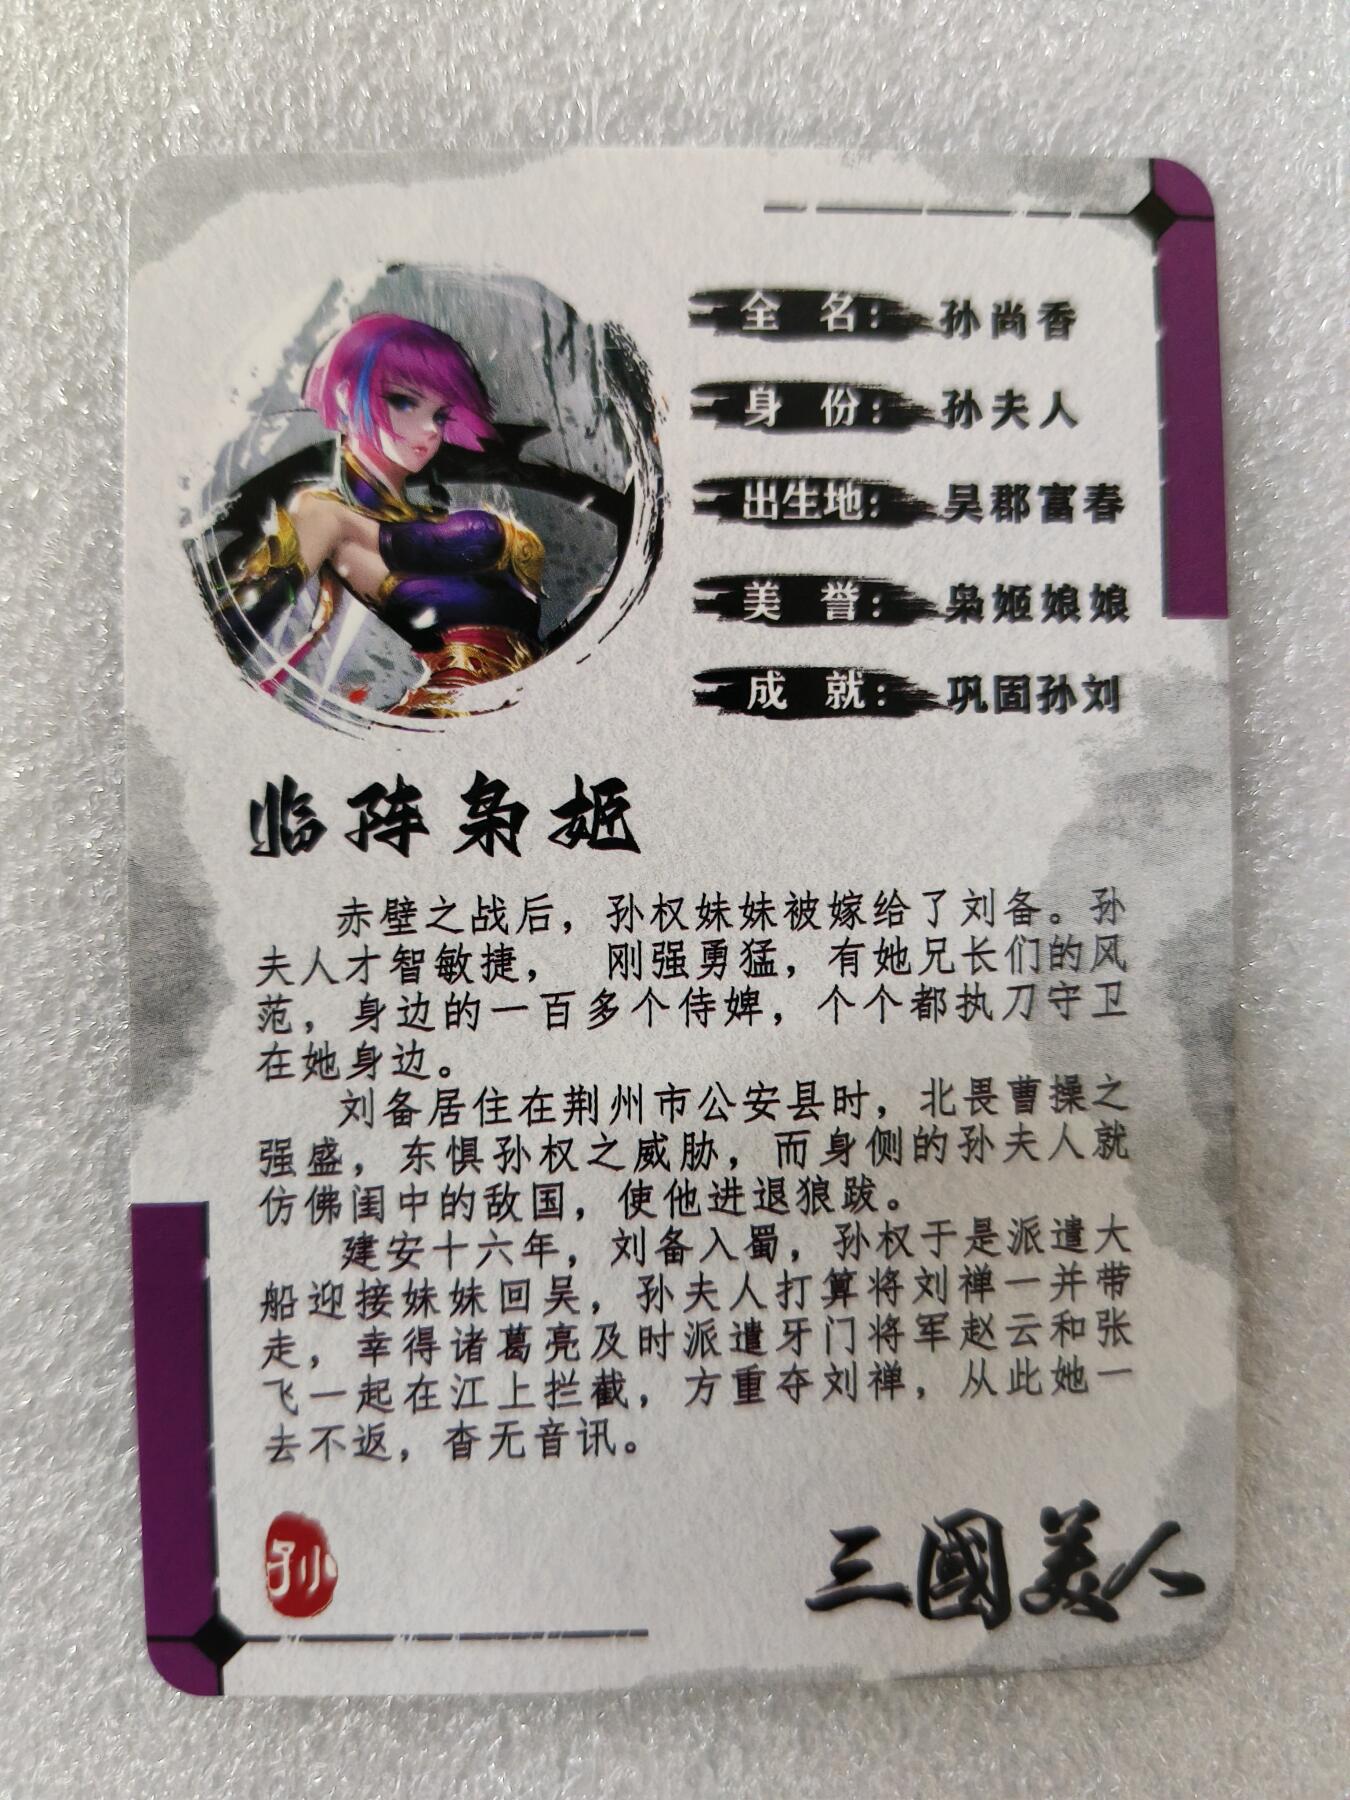 全 名：孙尚香
身 份：孙夫人
出生地：吴郡富春
美 誉：枭姬娘娘
成 就：巩固孙刘
临阵枭姬
赤壁之战后，孙权妹妹被嫁给了刘备。孙
夫人才智敏捷， 刚强勇猛，有她兄长们的风
范，身边的一百多个侍婢，个个都执刀守卫
在她身边。
刘备居住在荆州市公安县时，北畏曹操之
强盛，东惧孙权之威胁，而身侧的孙夫人就
仿佛闺中的敌国，使他进退狼跋。
建安十六年，刘备入蜀，孙权于是派遣大
船迎接妹妹回吴，孙夫人打算将刘禅一并带
走，幸得诸葛亮及时派遣牙门将军赵云和张
飞一起在江上拦截，方重夺刘禅，从此她一
去不返，杳无音讯。
孙
三國美人